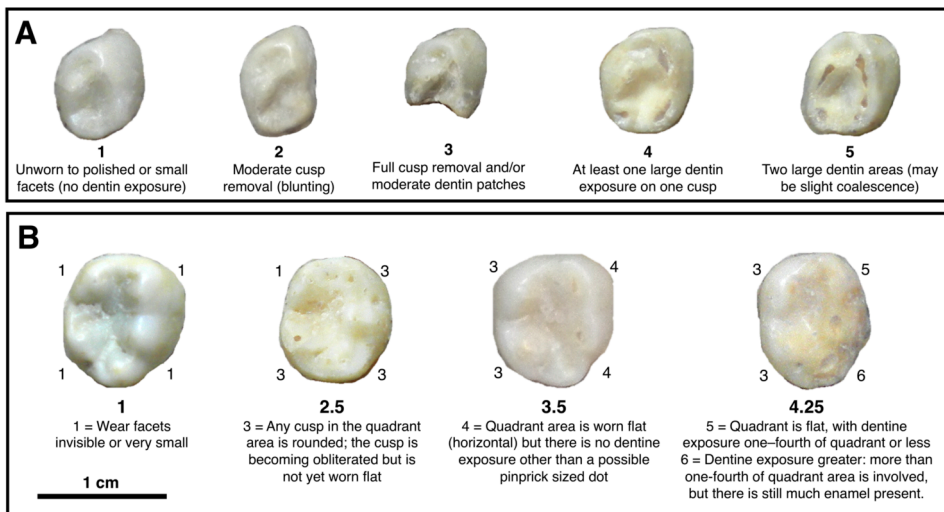 A
1
Unworn to polished or small
facets (no dentin exposure)
2
Moderate cusp
removal (blunting)
3
Full cusp removal and/or
moderate dentin patches
4
At least one large dentin
exposure on one cusp
5
Two large dentin areas (may
be slight coalescence)
B
1 1
1 1
1
1 = Wear facets
invisible or very small
1 3
3 3
2.5
3 = Any cusp in the quadrant
area is rounded; the cusp is
becoming obliterated but is
not yet worn flat
3 4
3 4
3.5
4 = Quadrant area is worn flat
(horizontal) but there is no dentine
exposure other than a possible
pinprick sized dot
3 5
3 6
4.25
5 = Quadrant is flat, with dentine
exposure one–fourth of quadrant or less
6 = Dentine exposure greater: more than
one-fourth of quadrant area is involved,
but there is still much enamel present.
1 cm